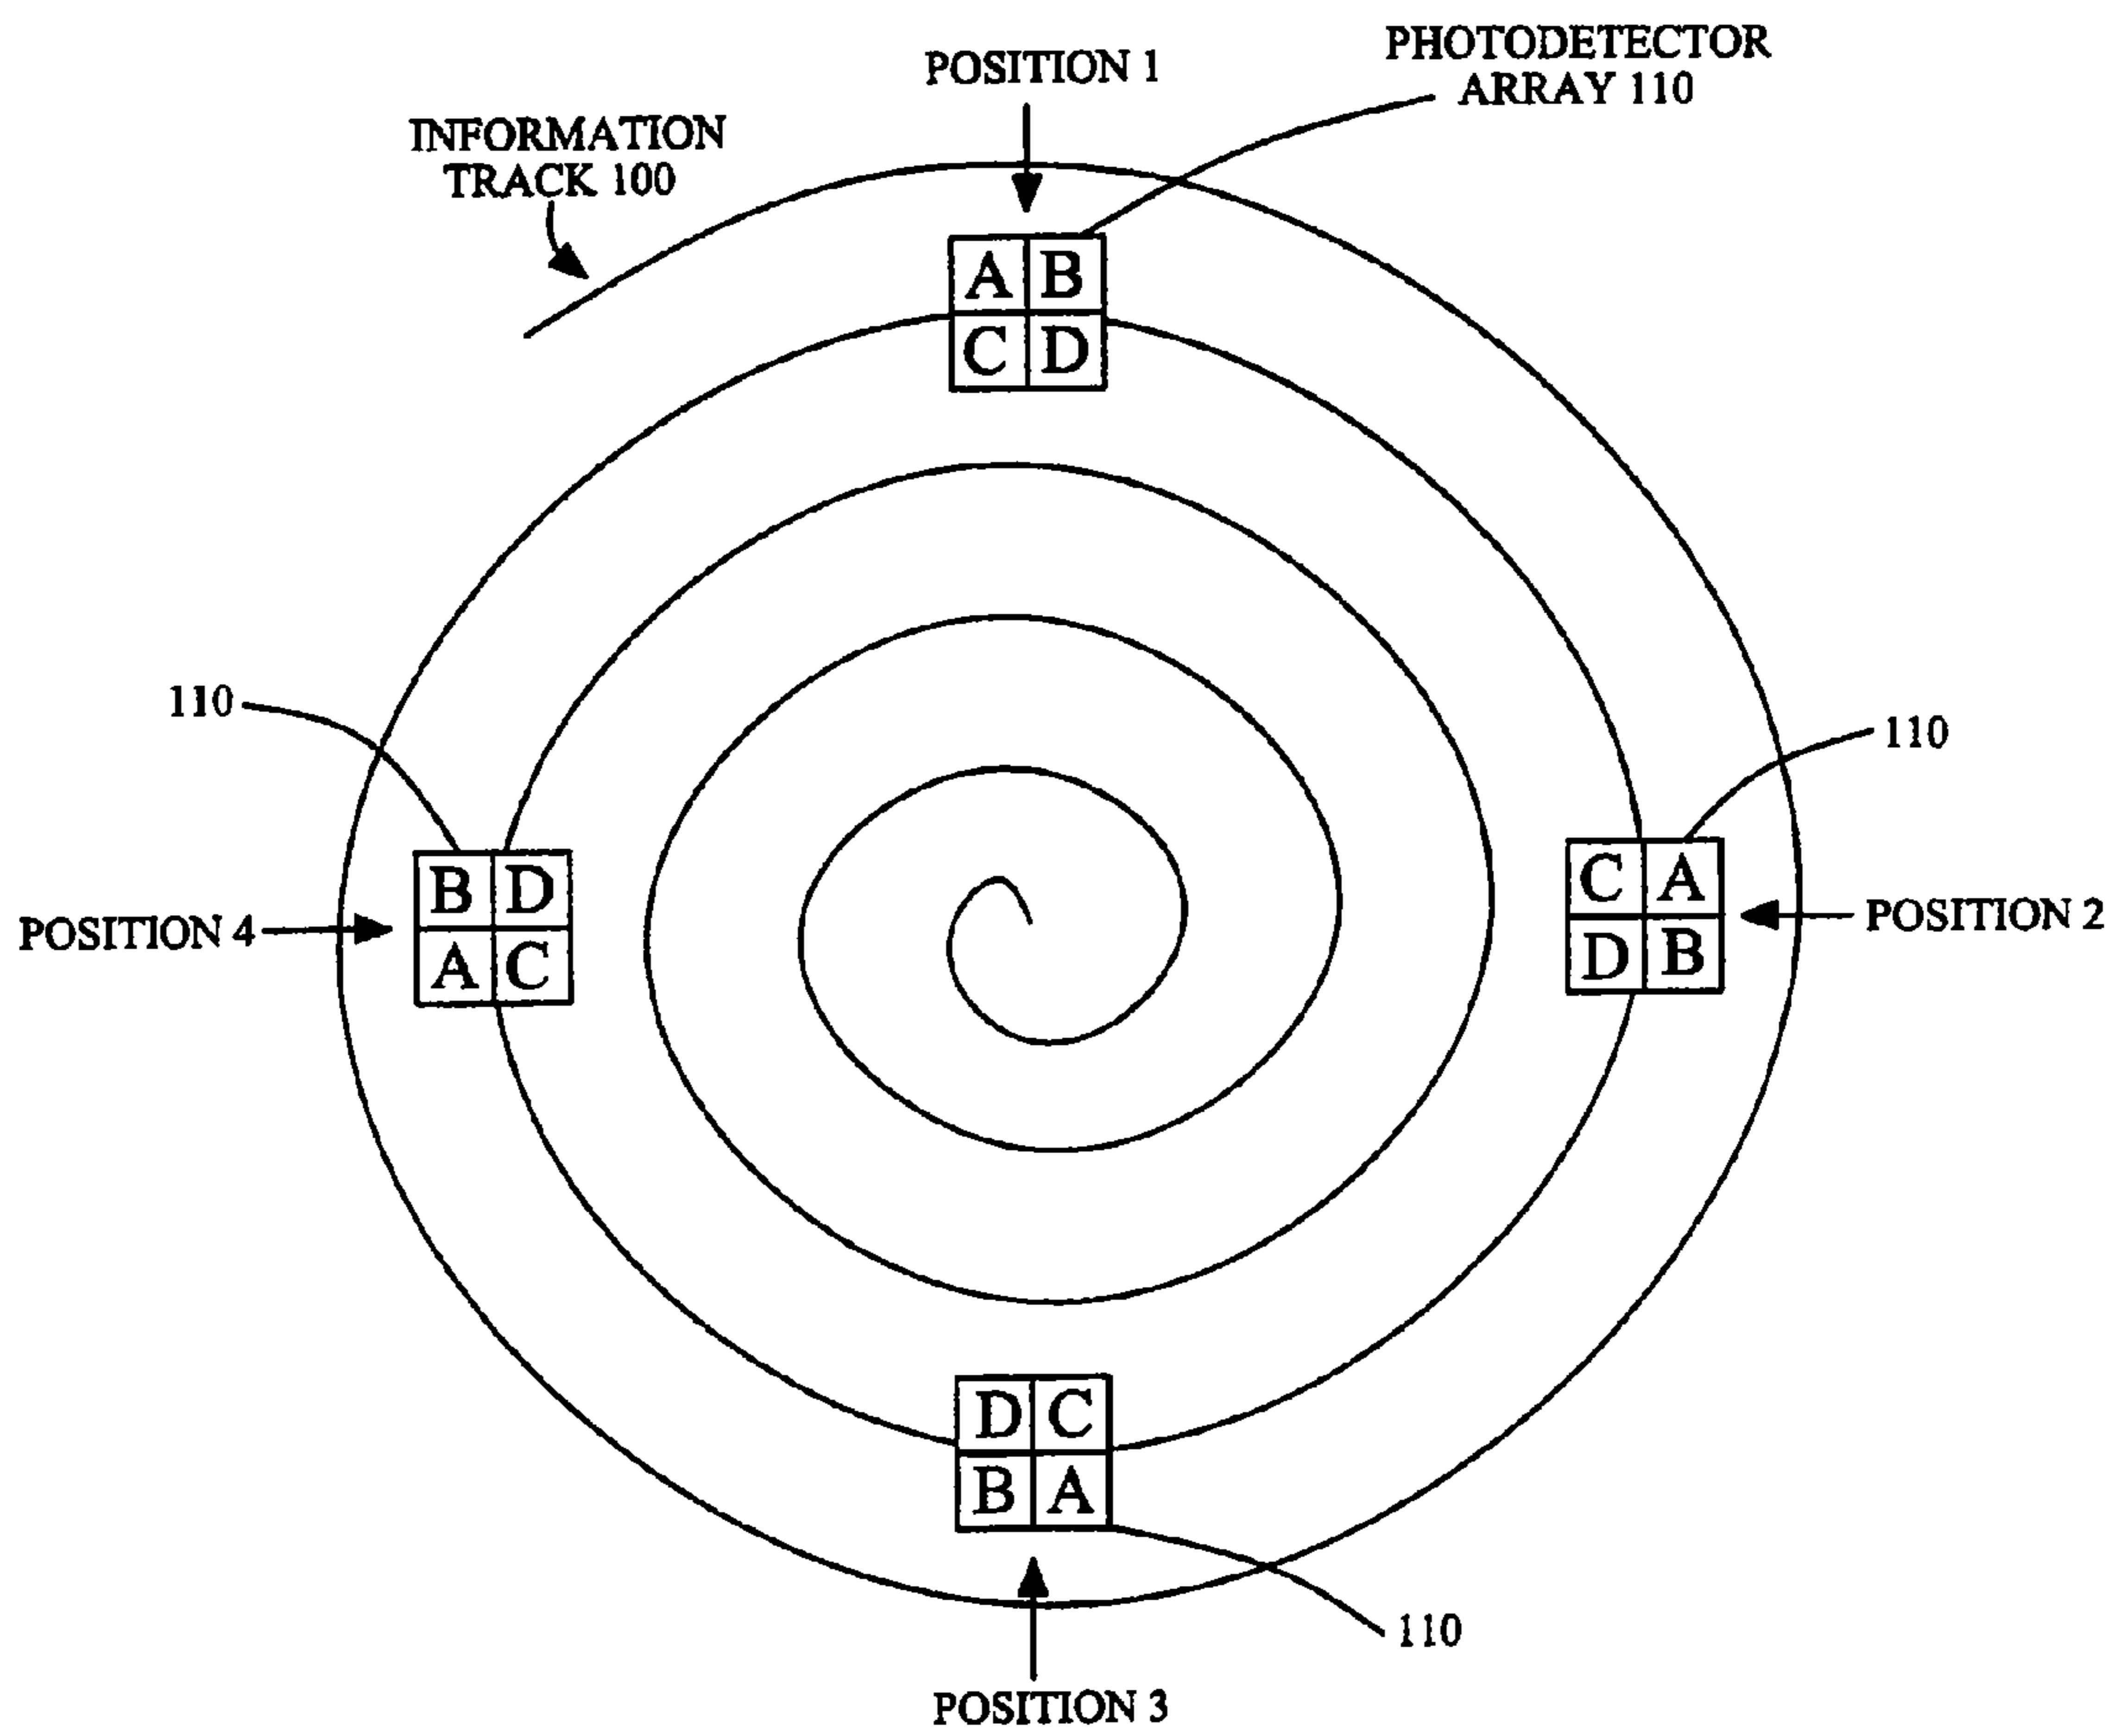 POSITION 1
PHOTODETECTOR
ARRAY 110
INFORMATION
TRACK 100
A B
C D
110
110
B D
A C
C A
D B
POSITION 4
POSITION 2
D C
B A
110
POSITION 3